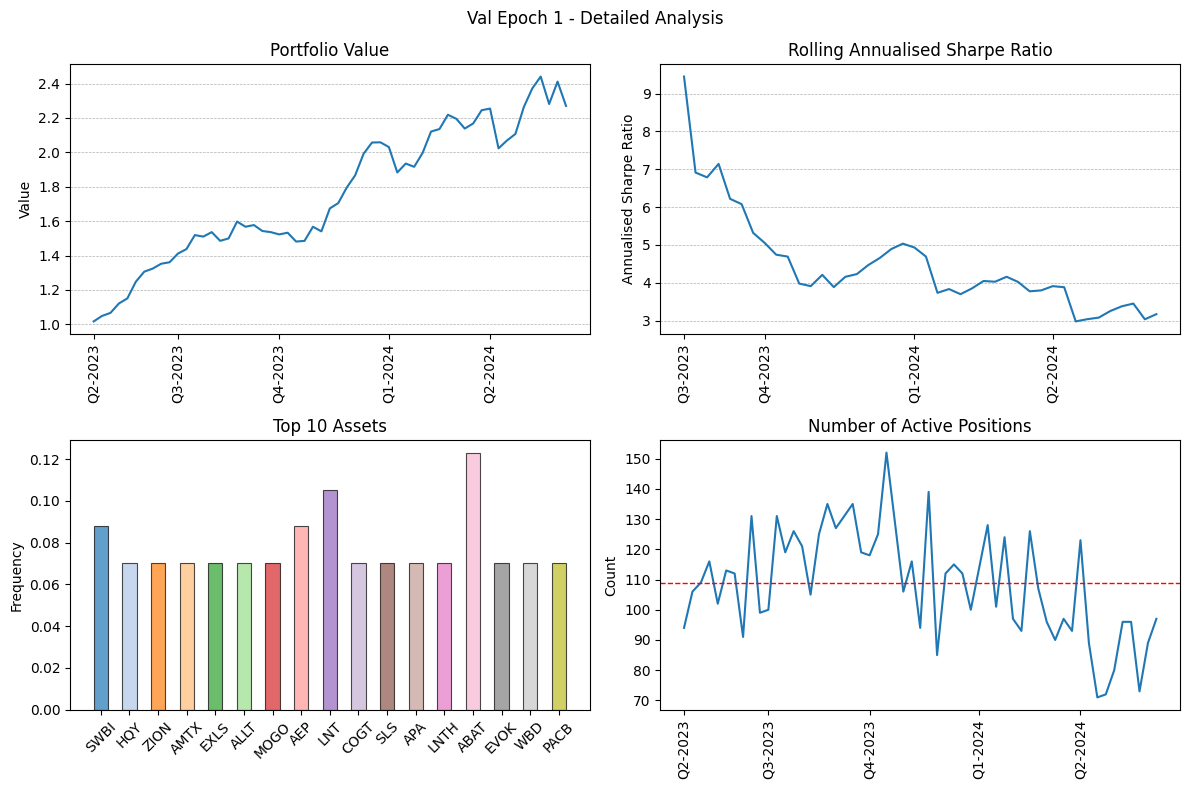 Val Epoch 1 - Detailed Analysis
Portfolio Value
Value
2.4
2.2
2.0
1.8
1.6
1.4
1.2
1.0
Q2-2023
Q3-2023
Q4-2023
Q1-2024
Q2-2024
Rolling Annualised Sharpe Ratio
Annualised Sharpe Ratio
9
8
7
6
5
4
3
Q3-2023
Q4-2023
Q1-2024
Q2-2024
Top 10 Assets
Frequency
0.12
0.10
0.08
0.06
0.04
0.02
0.00
SWBI
HQY
ZION
AMTX
EXLS
ALLT
MOGO
AEP
LNT
COGT
SLS
APA
LNTH
ABAT
EVOK
WBD
PACB
Number of Active Positions
Count
150
140
130
120
110
100
90
80
70
Q2-2023
Q3-2023
Q4-2023
Q1-2024
Q2-2024